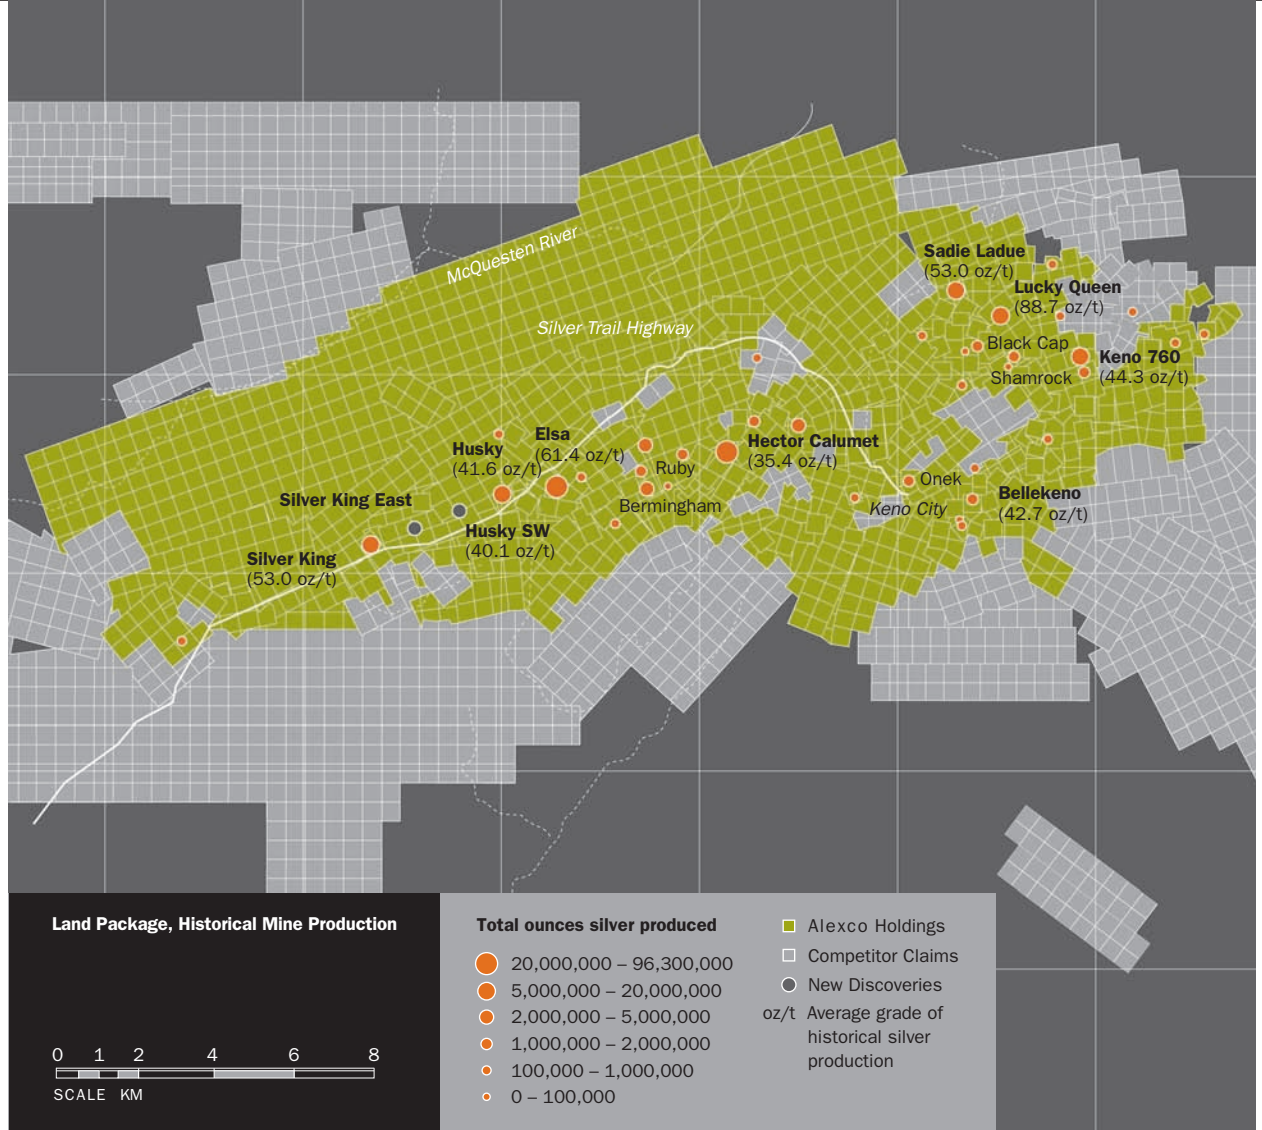 McQuesten River
Silver Trail Highway
Sadie Ladue
(53.0 oz/t)
Lucky Queen
(88.7 oz/t)
Black Cap
Shamrock
Keno 760
(44.3 oz/t)
Elsa
(61.4 oz/t)
Husky
(41.6 oz/t)
Hector Calumet
(35.4 oz/t)
Ruby
Bermingham
Onek
Keno City
Bellekeno
(42.7 oz/t)
Silver King East
Husky SW
(40.1 oz/t)
Silver King
(53.0 oz/t)
Land Package, Historical Mine Production
0 1 2 4 6 8
SCALE KM
Total ounces silver produced
20,000,000 – 96,300,000
5,000,000 – 20,000,000
2,000,000 – 5,000,000
1,000,000 – 2,000,000
100,000 – 1,000,000
0 – 100,000
Alexco Holdings
Competitor Claims
New Discoveries
oz/t Average grade of
historical silver
production